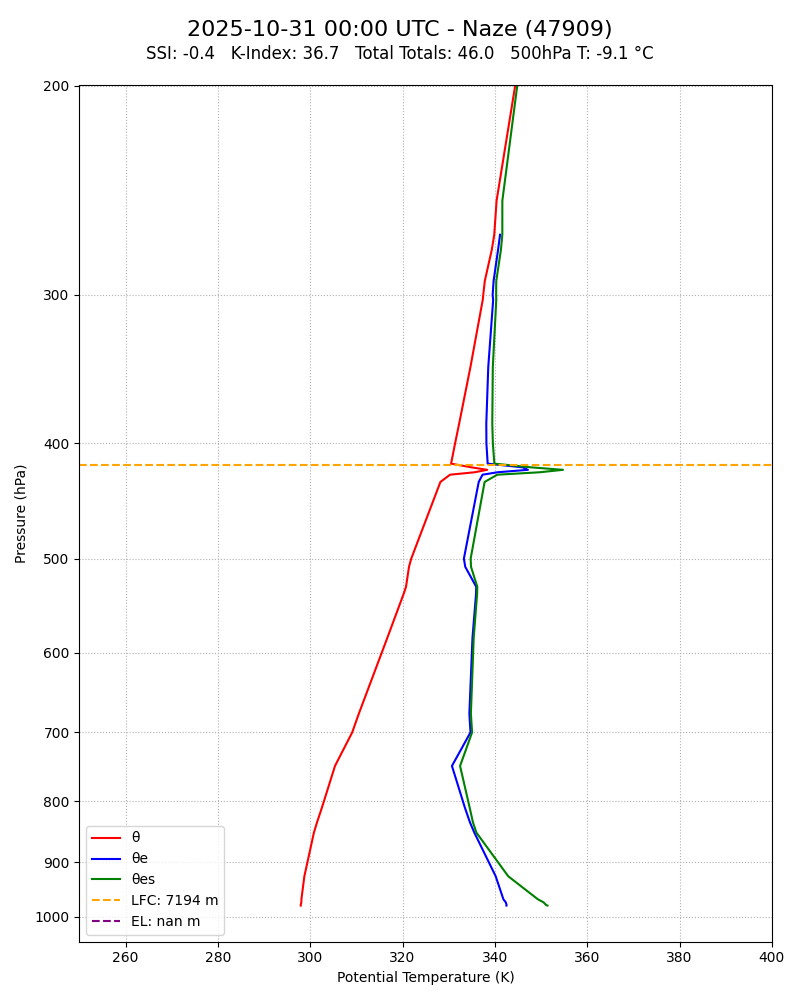 2025-10-31 00:00 UTC - Naze (47909)
SSI: -0.4   K-Index: 36.7   Total Totals: 46.0   500hPa T: -9.1 °C
200
300
400
500
600
700
800
900
1000
Pressure (hPa)
θ
θe
θes
LFC: 7194 m
EL: nan m
260 280 300 320 340 360 380 400
Potential Temperature (K)